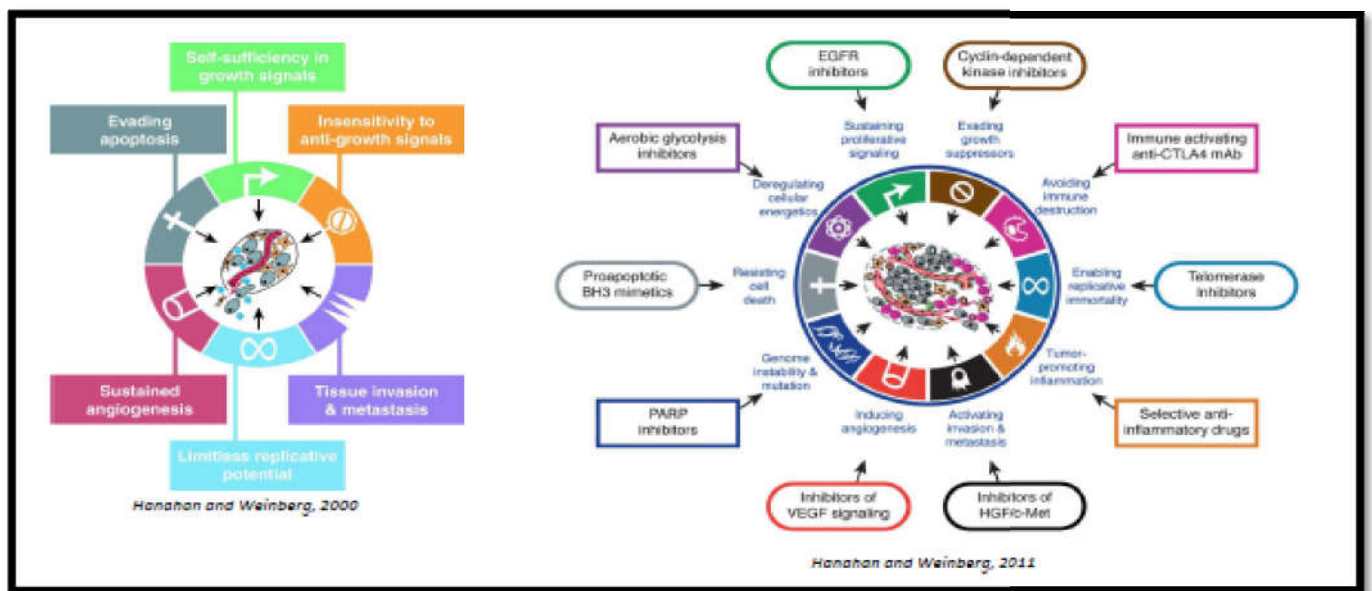 Self-sufficiency in
growth signals
Evading
apoptosis
Insensitivity to
anti-growth signals
Sustained
angiogenesis
Tissue invasion
& metastasis
Limitless replicative
potential
Hanahan and Weinberg, 2000
EGFR
inhibitors
Cyclin-dependent
kinase inhibitors
Aerobic glycolysis
inhibitors
Sustaining
proliferative
signaling
Evading
growth
suppressors
Immune activating
anti-CTLA4 mAb
Deregulating
cellular
energetics
Avoiding
immune
destruction
Proapoptotic
BH3 mimetics
Resisting
cell
death
Enabling
replicative
immortality
Telomerase
Inhibitors
Genome
instability &
mutation
Tumor-
promoting
inflammation
PARP
inhibitors
Inducing
angiogenesis
Activating
invasion &
metastasis
Selective anti-
inflammatory drugs
Inhibitors of
VEGF signaling
Inhibitors of
HGF/c-Met
Hanahan and Weinberg, 2011